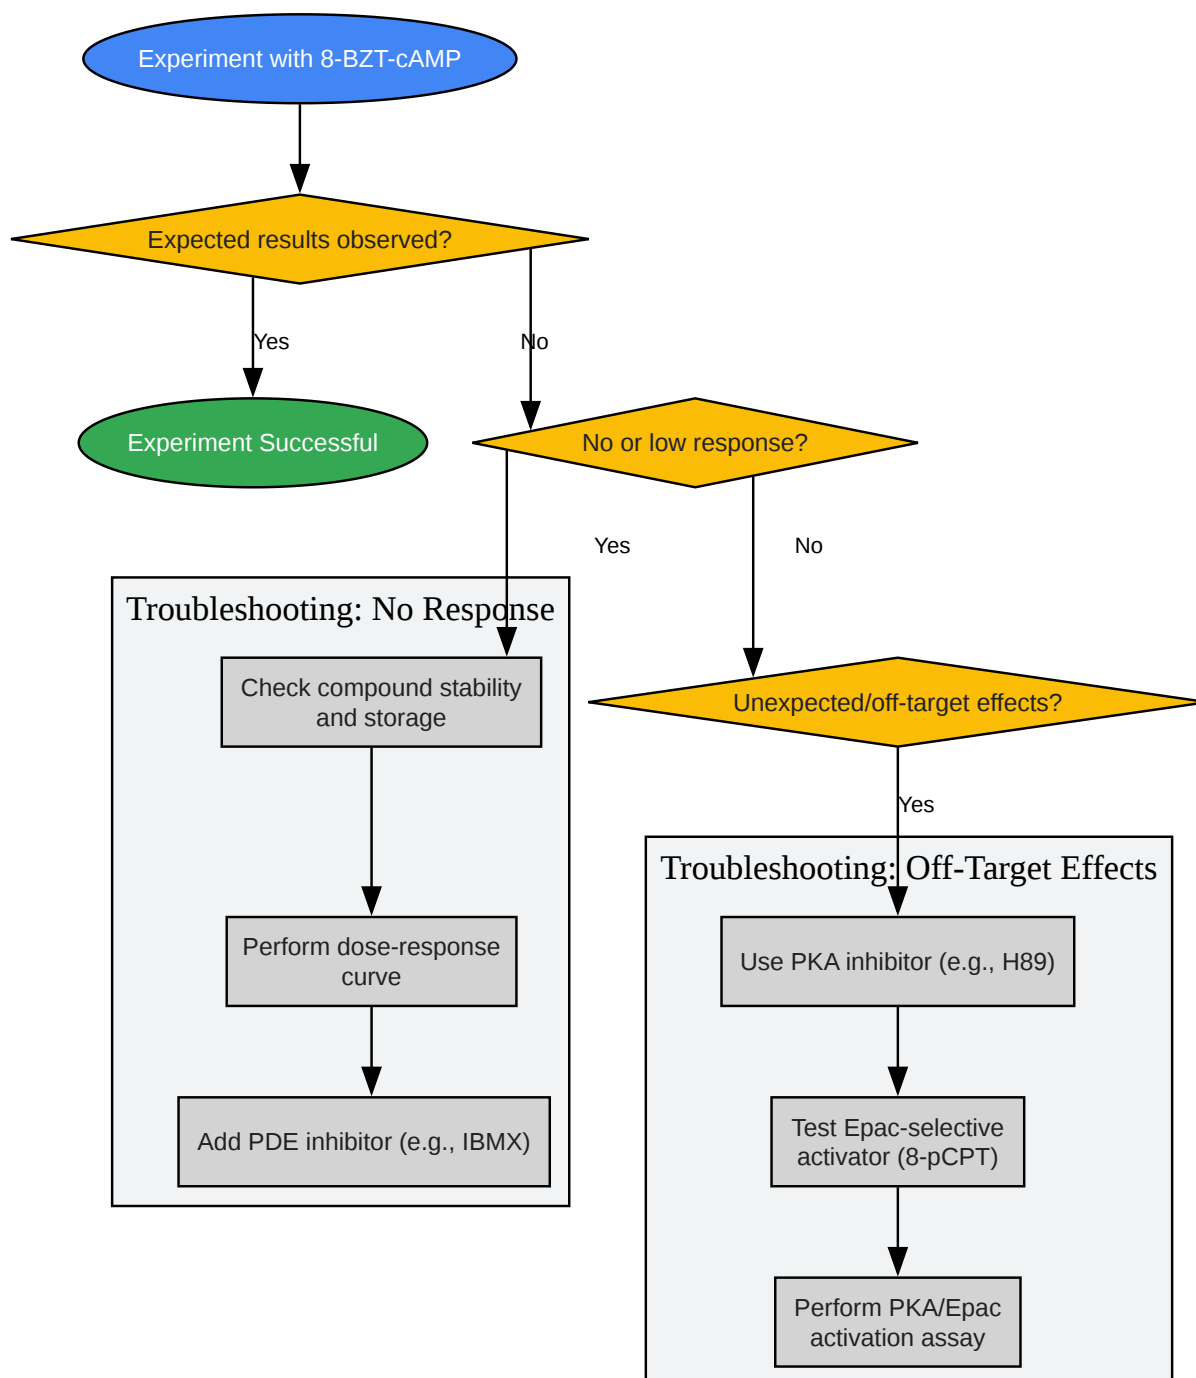 Experiment with 8-BZT-cAMP
Expected results observed?
Yes
No
Experiment Successful
No or low response?
Yes
No
Troubleshooting: No Response
Check compound stability
and storage
Unexpected/off-target effects?
Yes
Troubleshooting: Off-Target Effects
Perform dose-response
curve
Use PKA inhibitor (e.g., H89)
Add PDE inhibitor (e.g., IBMX)
Test Epac-selective
activator (8-pCPT)
Perform PKA/Epac
activation assay